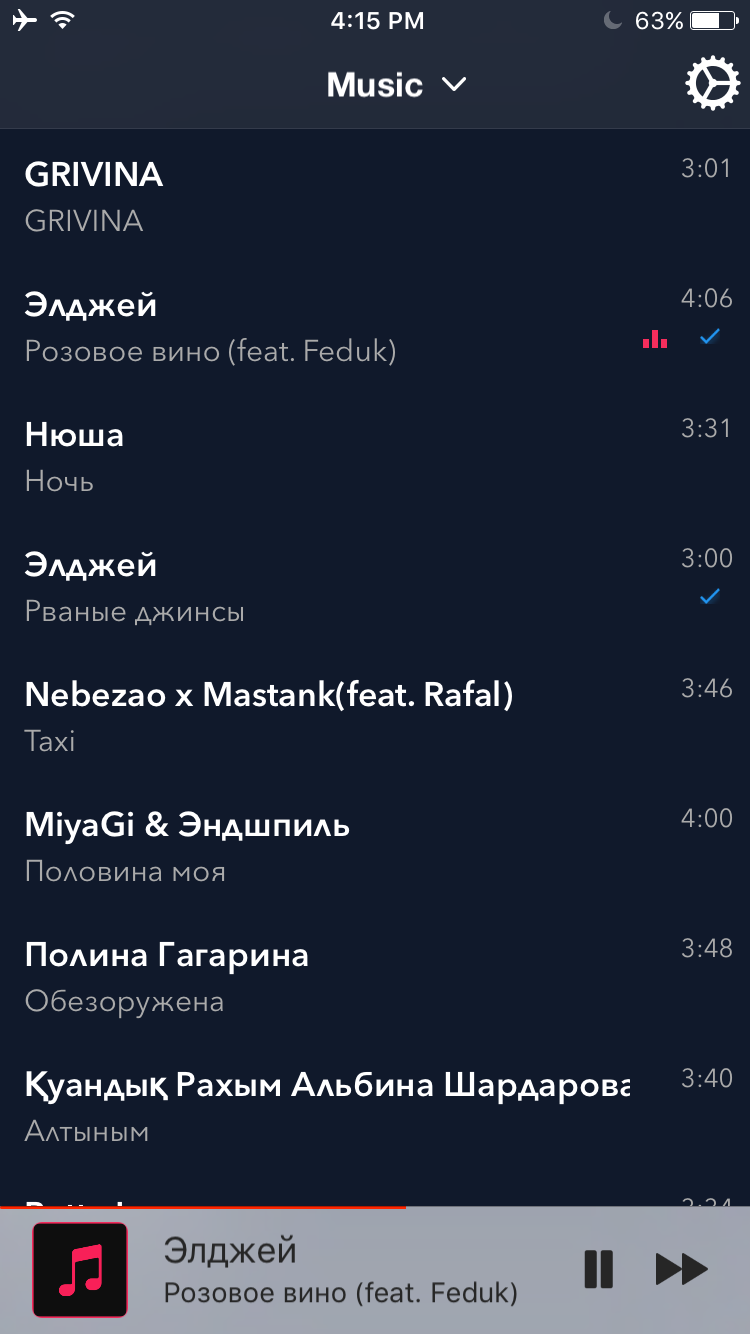 4:15 PM 63%
Music
GRIVINA 3:01
GRIVINA
Элджей 4:06
Розовое вино (feat. Feduk)
Нюша 3:31
Ночь
Элджей 3:00
Рваные джинсы
Nebezao x Mastank(feat. Rafal) 3:46
Taxi
MiyaGi & Эндшпиль 4:00
Половина моя
Полина Гагарина 3:48
Обезоружена
Қуандық Рахым Альбина Шардарова 3:40
Алтыным
Элджей
Розовое вино (feat. Feduk)